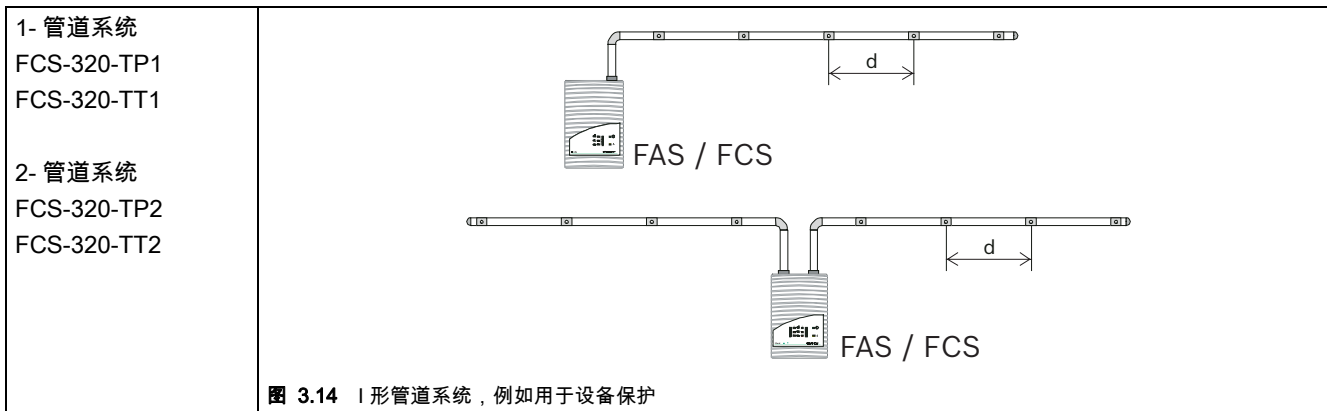 1- 管道系统
FCS-320-TP1
FCS-320-TT1
2- 管道系统
FCS-320-TP2
FCS-320-TT2
d
FAS / FCS
d
FAS / FCS
图 3.14 I 形管道系统，例如用于设备保护